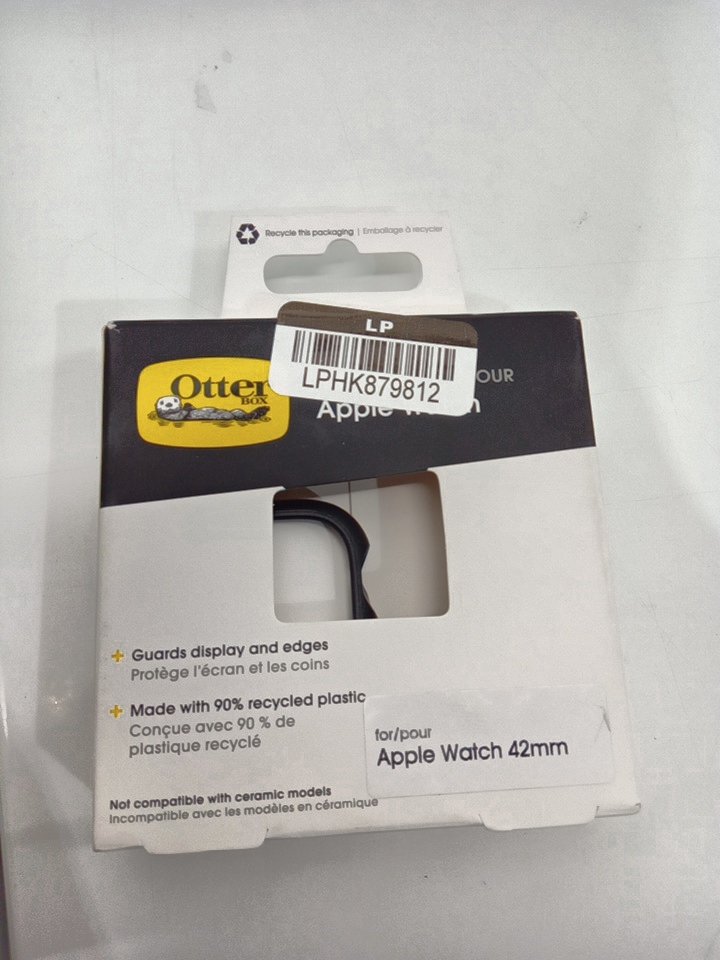 Recycle this packaging | Emballage à recycler
LP
LPHK879812
Otter
BOX
OUR
Apple Watch
+ Guards display and edges
Protège l'écran et les coins
+ Made with 90% recycled plastic
Conçue avec 90 % de
plastique recyclé
for/pour
Apple Watch 42mm
Not compatible with ceramic models
Incompatible avec les modèles en céramique